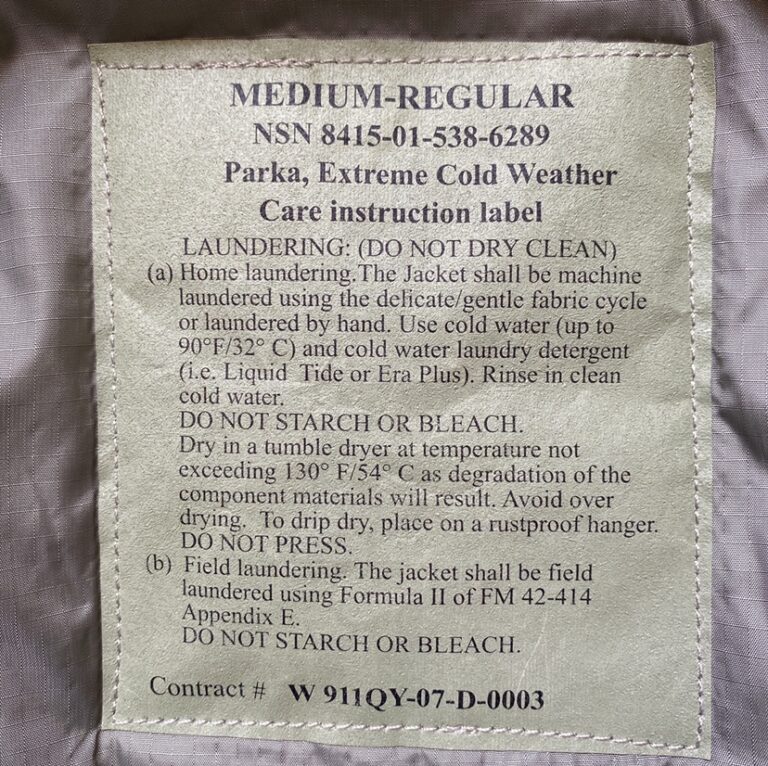 MEDIUM-REGULAR
NSN 8415-01-538-6289
Parka, Extreme Cold Weather
Care instruction label
LAUNDERING: (DO NOT DRY CLEAN)
(a) Home laundering.The Jacket shall be machine
laundered using the delicate/gentle fabric cycle
or laundered by hand. Use cold water (up to
90°F/32° C) and cold water laundry detergent
(i.e. Liquid Tide or Era Plus). Rinse in clean
cold water.
DO NOT STARCH OR BLEACH.
Dry in a tumble dryer at temperature not
exceeding 130° F/54° C as degradation of the
component materials will result. Avoid over
drying. To drip dry, place on a rustproof hanger.
DO NOT PRESS.
(b) Field laundering. The jacket shall be field
laundered using Formula II of FM 42-414
Appendix E.
DO NOT STARCH OR BLEACH.
Contract # W 911QY-07-D-0003